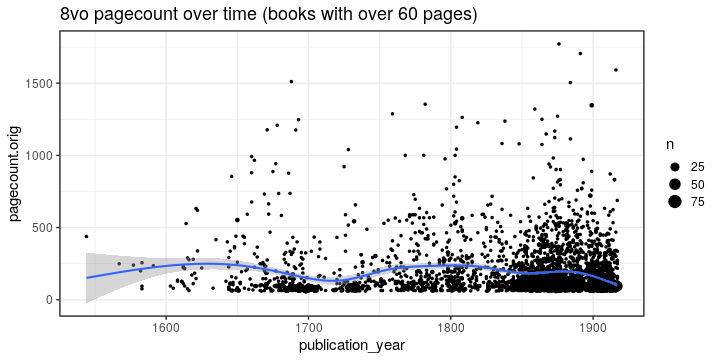 8vo pagecount over time (books with over 60 pages)
1500
1000
500
0
pagecount.orig
1600
1700
1800
1900
publication_year
n
25
50
75